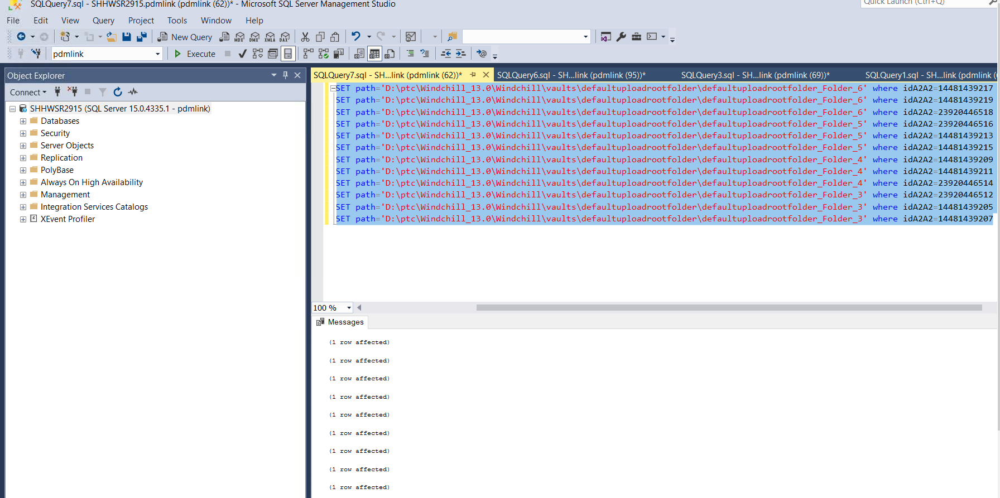 SQLQuery7.sql - SHHWSR2915.pdmlink (pdmlink (62))* - Microsoft SQL Server Management Studio
Quick Launch (Ctrl+Q)
File Edit View Query Project Tools Window Help
New Query MDX DMX XMLA DAX
pdmlink Execute
Object Explorer
Connect
SHHWSR2915 (SQL Server 15.0.4335.1 - pdmlink)
Databases
Security
Server Objects
Replication
PolyBase
Always On High Availability
Management
Integration Services Catalogs
XEvent Profiler
SQLQuery7.sql - SH...link (pdmlink (62))* SQLQuery6.sql - SH...link (pdmlink (95))* SQLQuery3.sql - SH...link (pdmlink (69))* SQLQuery1.sql - SH...link (pdmlink (
SET path='D:\ptc\Windchill_13.0\Windchill\vaults\defaultuploadrootfolder\defaultuploadrootfolder_Folder_6' where idA2A2=14481439217
SET path='D:\ptc\Windchill_13.0\Windchill\vaults\defaultuploadrootfolder\defaultuploadrootfolder_Folder_6' where idA2A2=14481439219
SET path='D:\ptc\Windchill_13.0\Windchill\vaults\defaultuploadrootfolder\defaultuploadrootfolder_Folder_6' where idA2A2=23920446518
SET path='D:\ptc\Windchill_13.0\Windchill\vaults\defaultuploadrootfolder\defaultuploadrootfolder_Folder_5' where idA2A2=23920446516
SET path='D:\ptc\Windchill_13.0\Windchill\vaults\defaultuploadrootfolder\defaultuploadrootfolder_Folder_5' where idA2A2=14481439213
SET path='D:\ptc\Windchill_13.0\Windchill\vaults\defaultuploadrootfolder\defaultuploadrootfolder_Folder_5' where idA2A2=14481439215
SET path='D:\ptc\Windchill_13.0\Windchill\vaults\defaultuploadrootfolder\defaultuploadrootfolder_Folder_4' where idA2A2=14481439209
SET path='D:\ptc\Windchill_13.0\Windchill\vaults\defaultuploadrootfolder\defaultuploadrootfolder_Folder_4' where idA2A2=14481439211
SET path='D:\ptc\Windchill_13.0\Windchill\vaults\defaultuploadrootfolder\defaultuploadrootfolder_Folder_4' where idA2A2=23920446514
SET path='D:\ptc\Windchill_13.0\Windchill\vaults\defaultuploadrootfolder\defaultuploadrootfolder_Folder_3' where idA2A2=23920446512
SET path='D:\ptc\Windchill_13.0\Windchill\vaults\defaultuploadrootfolder\defaultuploadrootfolder_Folder_3' where idA2A2=14481439205
SET path='D:\ptc\Windchill_13.0\Windchill\vaults\defaultuploadrootfolder\defaultuploadrootfolder_Folder_3' where idA2A2=14481439207
100 %
Messages
(1 row affected)
(1 row affected)
(1 row affected)
(1 row affected)
(1 row affected)
(1 row affected)
(1 row affected)
(1 row affected)
(1 row affected)